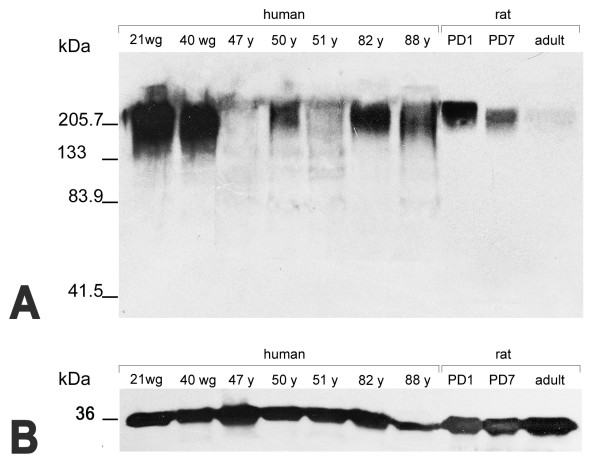 human rat
kDa 21wg 40 wg 47 y 50 y 51 y 82 y 88 y PD1 PD7 adult
205.7
133
83.9
41.5
A
human rat
kDa 21wg 40 wg 47 y 50 y 51 y 82 y 88 y PD1 PD7 adult
36
B